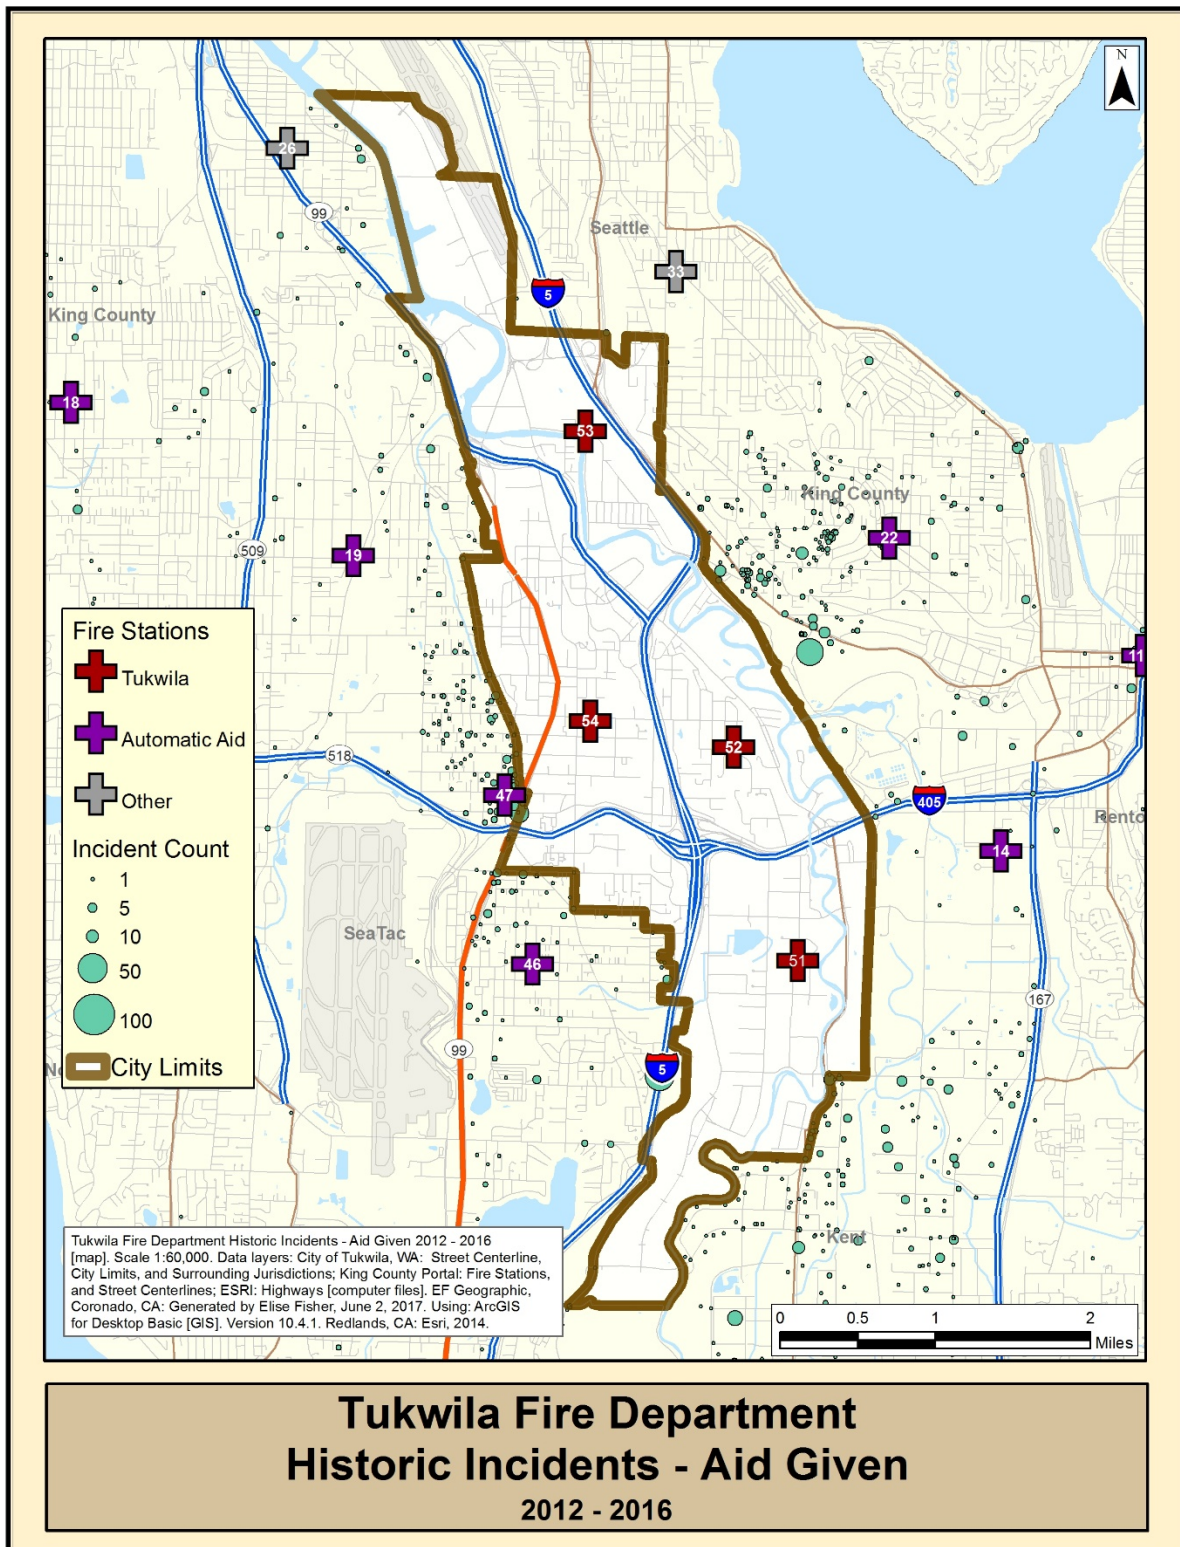 N
26
99
Seattle
33
5
King County
18
53
King County
22
509
19
Fire Stations
Tukwila
Automatic Aid
Other
Incident Count
1
5
10
50
100
City Limits
11
54
52
518
47
405
Rento
14
SeaTac
46
51
167
99
5
Kent
Tukwila Fire Department Historic Incidents - Aid Given 2012 - 2016
[map]. Scale 1:60,000. Data layers: City of Tukwila, WA: Street Centerline,
City Limits, and Surrounding Jurisdictions; King County Portal: Fire Stations,
and Street Centerlines; ESRI: Highways [computer files]. EF Geographic,
Coronado, CA: Generated by Elise Fisher, June 2, 2017. Using: ArcGIS
for Desktop Basic [GIS]. Version 10.4.1. Redlands, CA: Esri, 2014.
0 0.5 1 2
Miles
Tukwila Fire Department
Historic Incidents - Aid Given
2012 - 2016